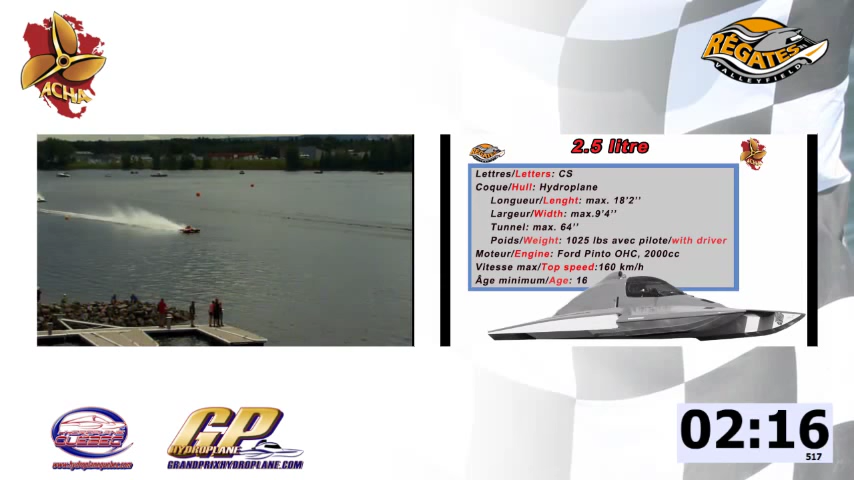 ACHA
RÉGATES
VALLEYFIELD
2.5 litre
Lettres/Letters: CS
Coque/Hull: Hydroplane
Longueur/Lenght: max. 18'2''
Largeur/Width: max.9'4''
Tunnel: max. 64''
Poids/Weight: 1025 lbs avec pilote/with driver
Moteur/Engine: Ford Pinto OHC, 2000cc
Vitesse max/Top speed:160 km/h
Âge minimum/Age: 16
GP
HYDROPLANE
GRANDPRIXHYDROPLANE.COM
02:16
517